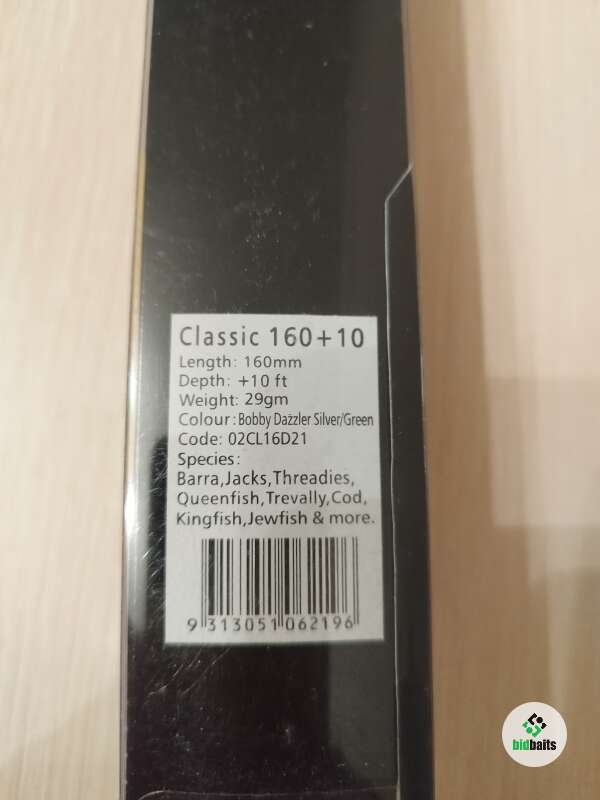 Classic 160+10
Length: 160mm
Depth: +10 ft
Weight: 29gm
Colour: Bobby Dazzler Silver/Green
Code: 02CL16D21
Species:
Barra,Jacks,Threadies,
Queenfish,Trevally,Cod,
Kingfish,Jewfish & more.
9 313051 062196
bidbaits